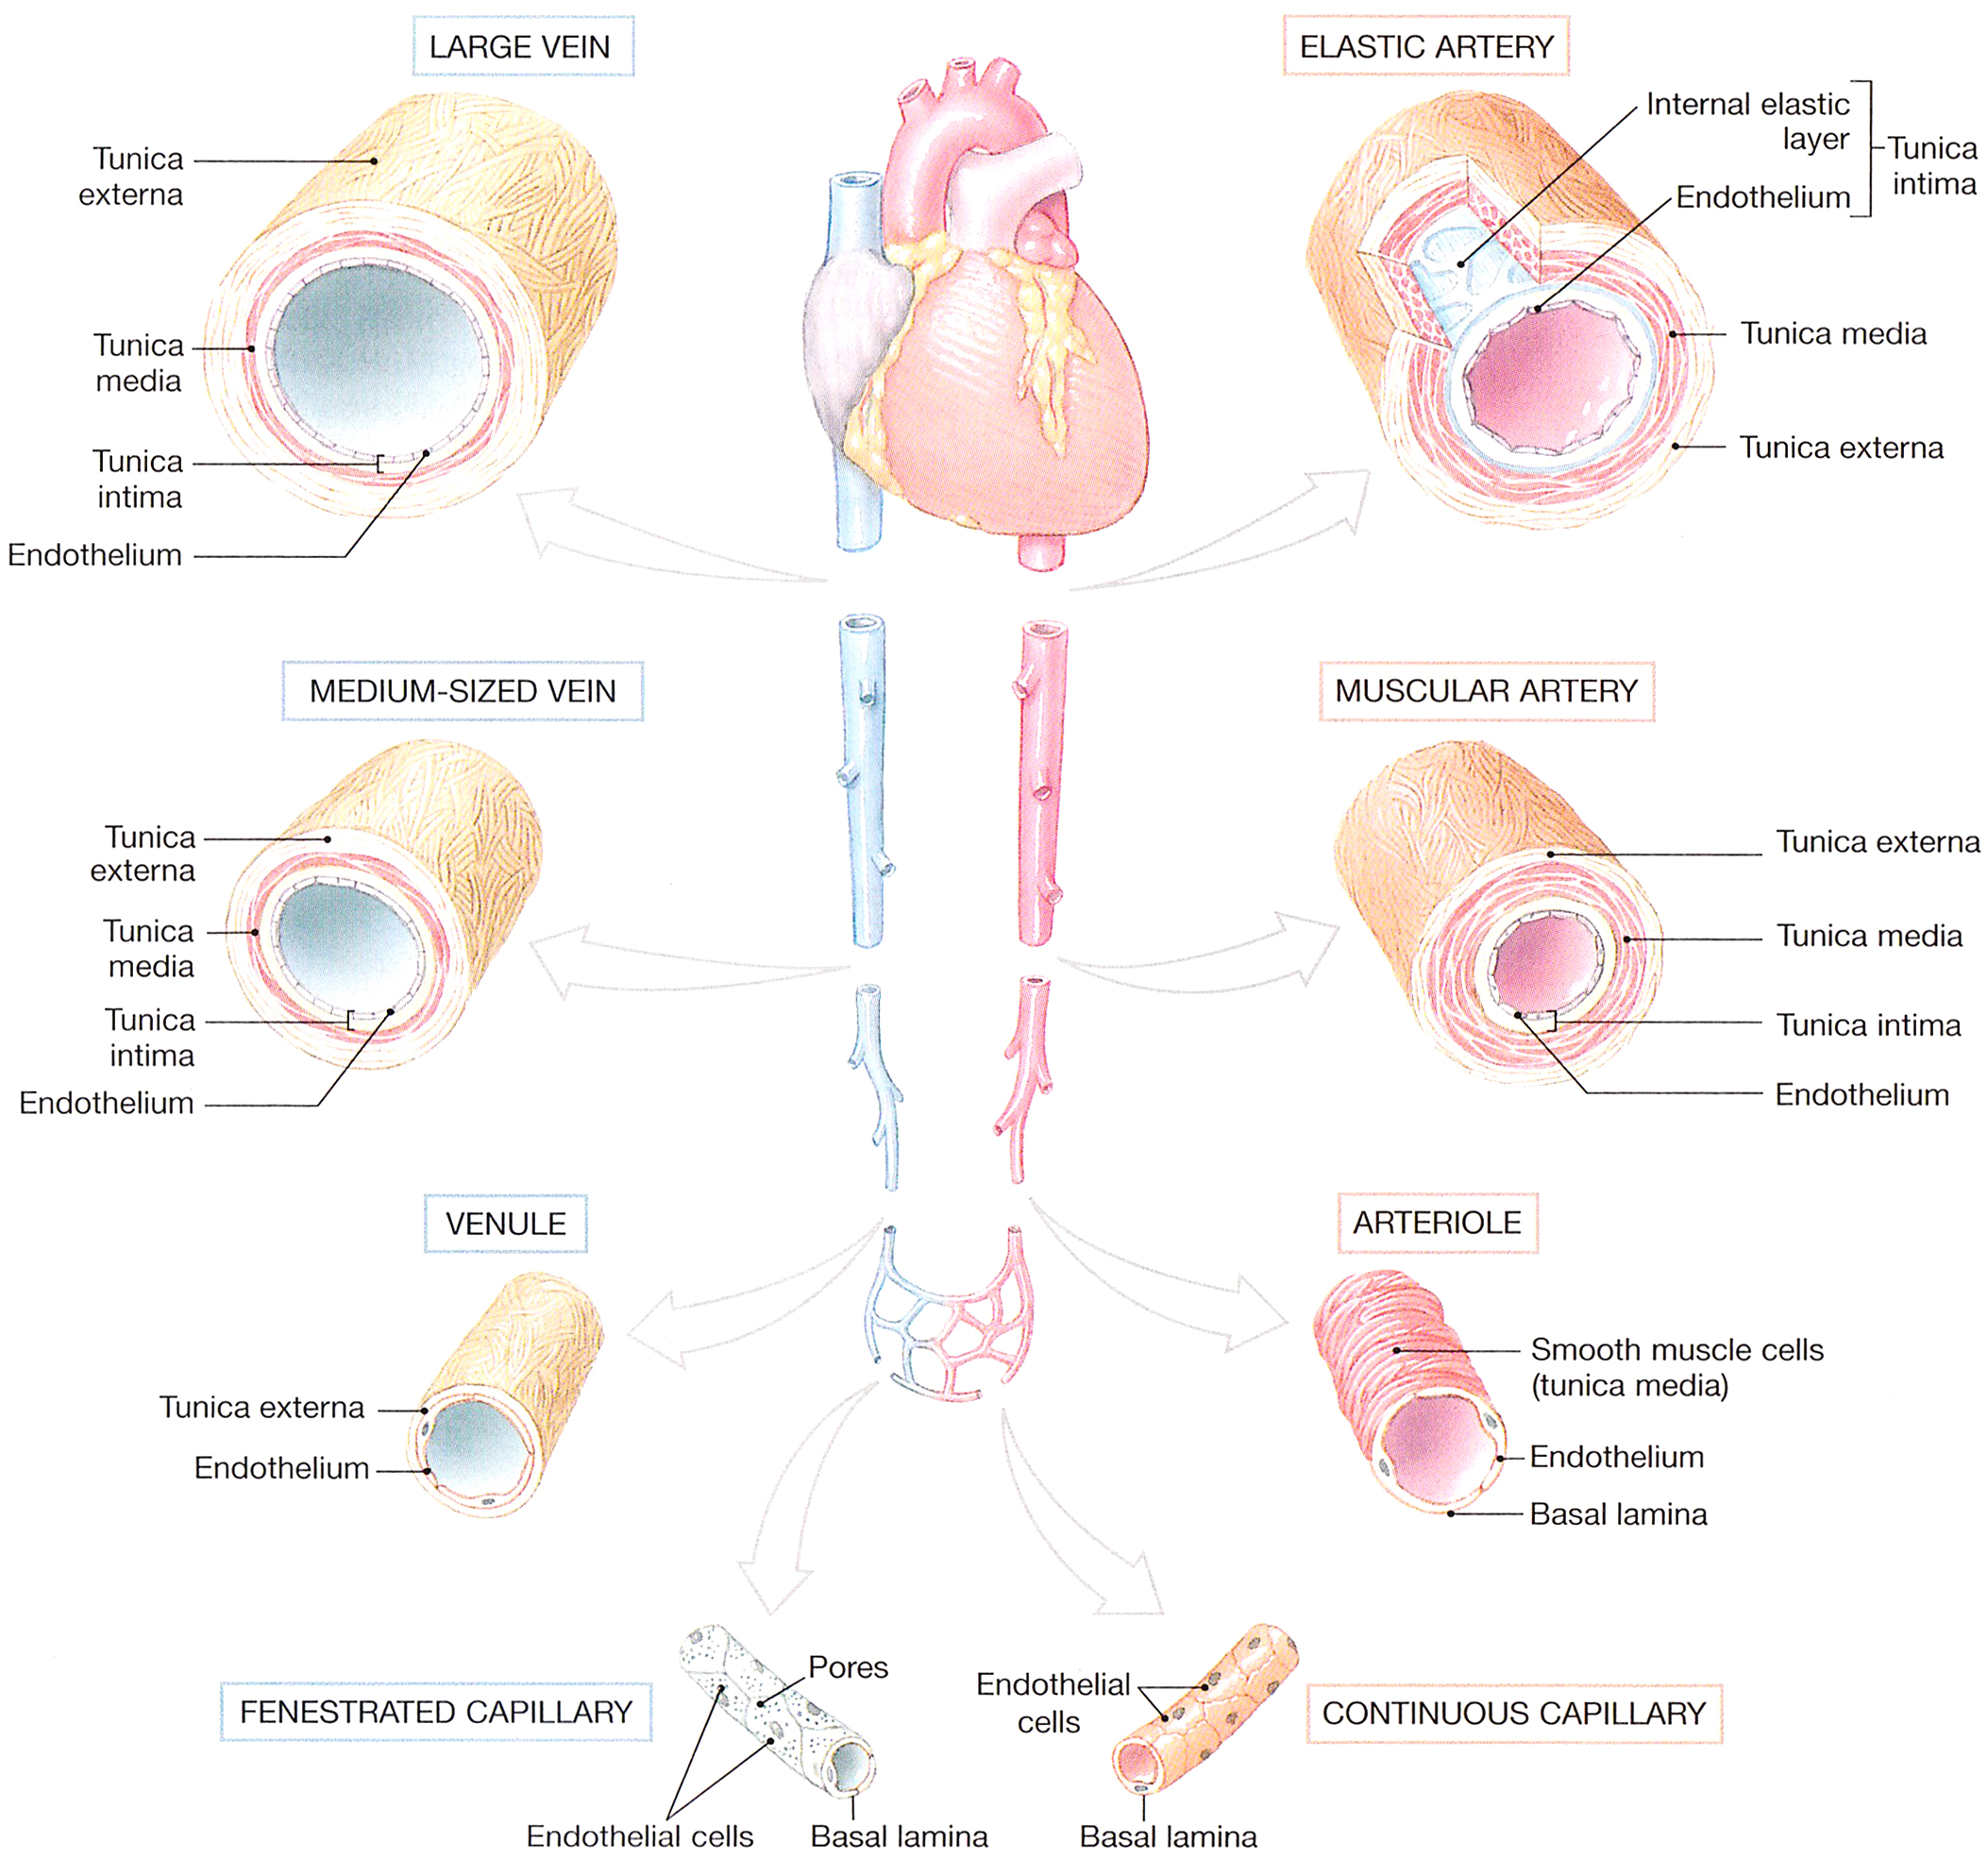 LARGE VEIN
Tunica
externa
Tunica
media
Tunica
intima
Endothelium
ELASTIC ARTERY
Internal elastic
layer
Endothelium
Tunica
intima
Tunica media
Tunica externa
MEDIUM-SIZED VEIN
Tunica
externa
Tunica
media
Tunica
intima
Endothelium
MUSCULAR ARTERY
Tunica externa
Tunica media
Tunica intima
Endothelium
VENULE
Tunica externa
Endothelium
ARTERIOLE
Smooth muscle cells
(tunica media)
Endothelium
Basal lamina
FENESTRATED CAPILLARY
Pores
Endothelial cells
Basal lamina
Endothelial
cells
Basal lamina
CONTINUOUS CAPILLARY